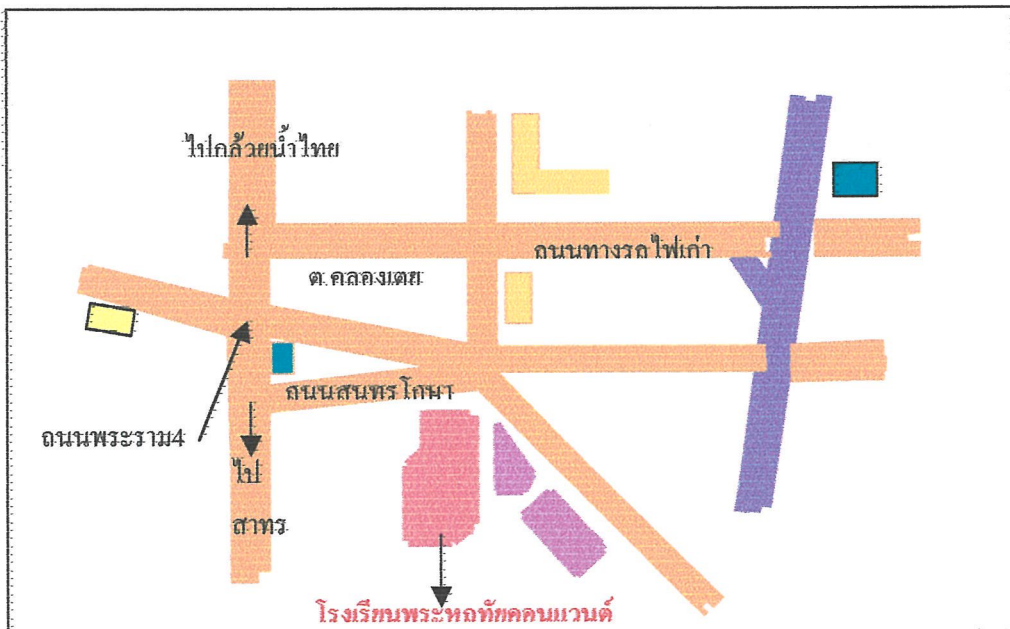 ไปกล้วยน้ำไทย
ถนนทางรถไฟเก่า
ต.คลองเตย
ถนนสนทรโกษา
ถนนพระราม4
ไป
สาทร
โรงเรียนพระหฤทัยคอนแวนต์